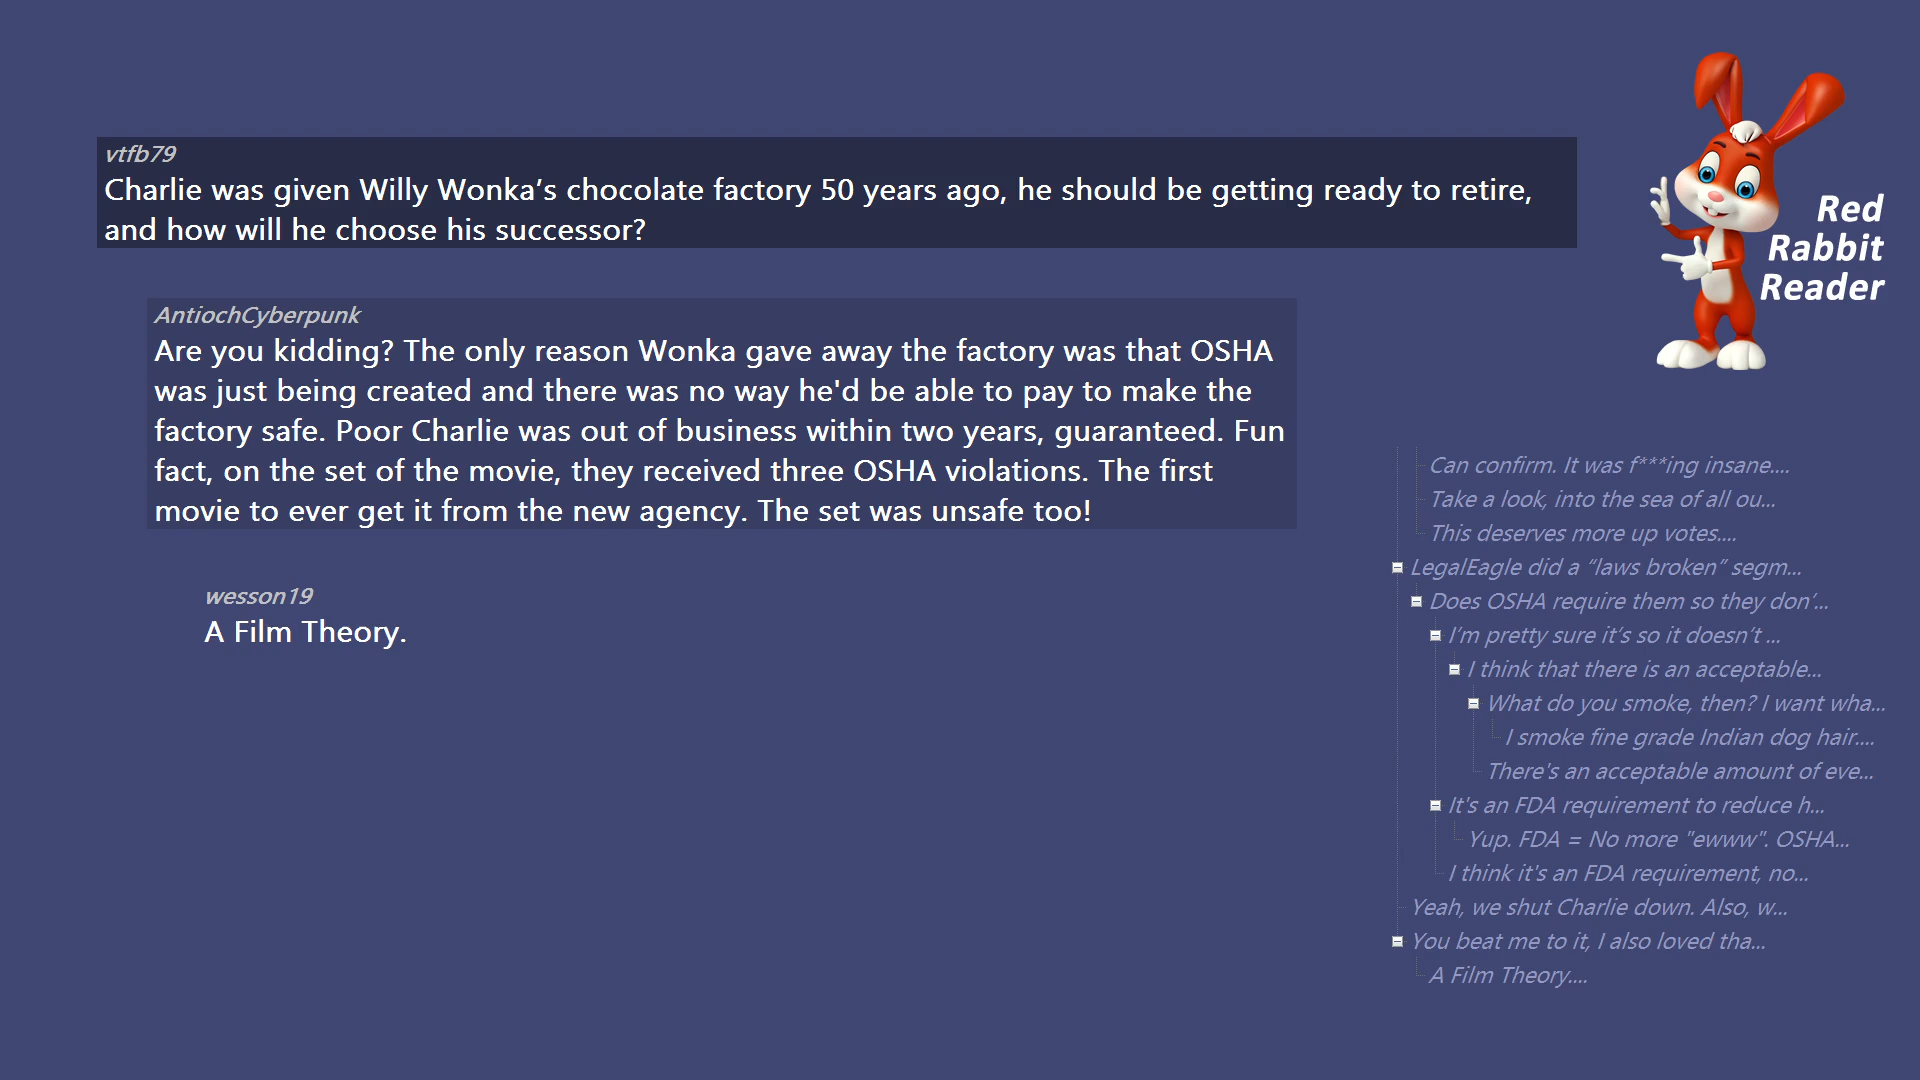 vtfb79
Charlie was given Willy Wonka‘s chocolate factory 50 years ago, he should be getting ready to retire,
and how will he choose his successor?
AntiochCyberpunk
Are you kidding? The only reason Wonka gave away the factory was that OSHA
was just being created and there was no way he'd be able to pay to make the
factory safe. Poor Charlie was out of business within two years, guaranteed. Fun
fact, on the set of the movie, they received three OSHA violations. The first
movie to ever get it from the new agency. The set was unsafe too!
wesson19
A Film Theory.
Red
Rabbit
Reader
Can confirm. It was f***ing insane....
Take a look, into the sea of all ou...
This deserves more up votes....
LegalEagle did a “laws broken” segm...
Does OSHA require them so they don’...
I’m pretty sure it’s so it doesn’t ...
I think that there is an acceptable...
What do you smoke, then? I want wha...
I smoke fine grade Indian dog hair....
There's an acceptable amount of eve...
It's an FDA requirement to reduce h...
Yup. FDA = No more "ewww". OSHA...
I think it's an FDA requirement, no...
Yeah, we shut Charlie down. Also, w...
You beat me to it, I also loved tha...
A Film Theory....